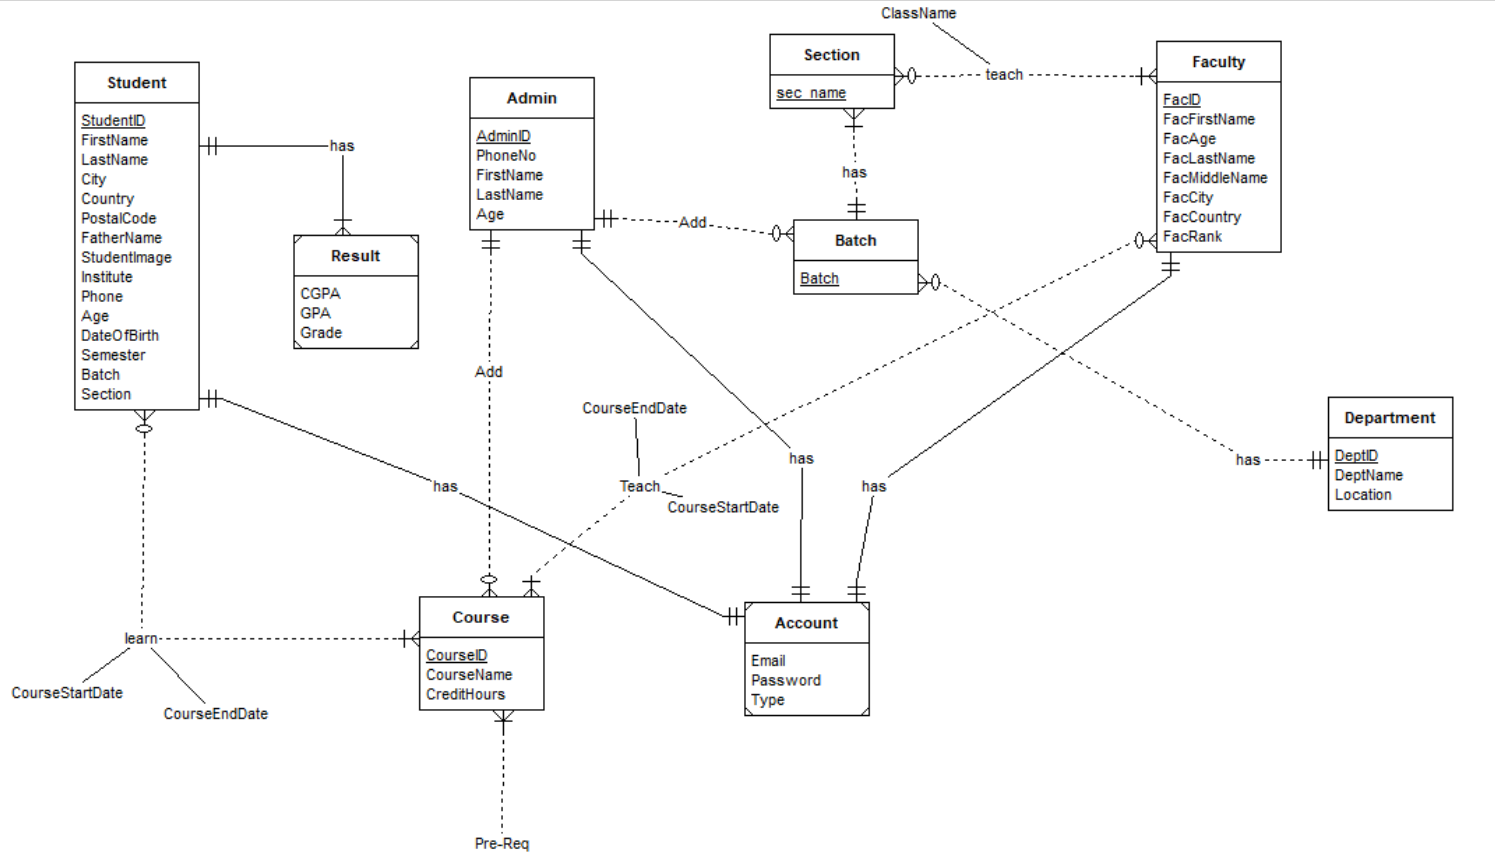 ClassName
teach
Section
sec_name
Faculty
FacID
FacFirstName
FacAge
FacLastName
FacMiddleName
FacCity
FacCountry
FacRank
Student
StudentID
FirstName
LastName
City
Country
PostalCode
FatherName
StudentImage
Institute
Phone
Age
DateOfBirth
Semester
Batch
Section
has
Result
CGPA
GPA
Grade
Admin
AdminID
PhoneNo
FirstName
LastName
Age
Add
has
Batch
Batch
Add
CourseEndDate
Teach
CourseStartDate
has
has
has
has
Department
DeptID
DeptName
Location
learn
CourseStartDate
CourseEndDate
Course
CourseID
CourseName
CreditHours
Account
Email
Password
Type
Pre-Req